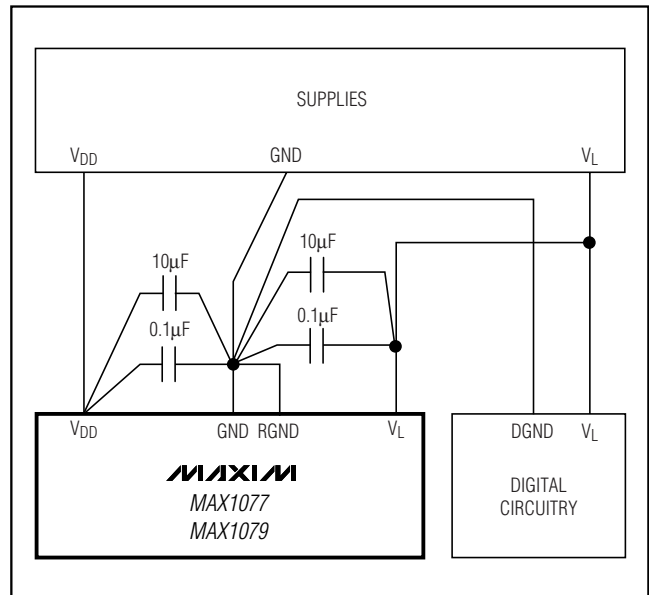 SUPPLIES
VDD GND VL
10µF
10µF
0.1µF
0.1µF
VDD GND RGND VL
DGND VL
MAXIM
MAX1077
MAX1079
DIGITAL
CIRCUITRY